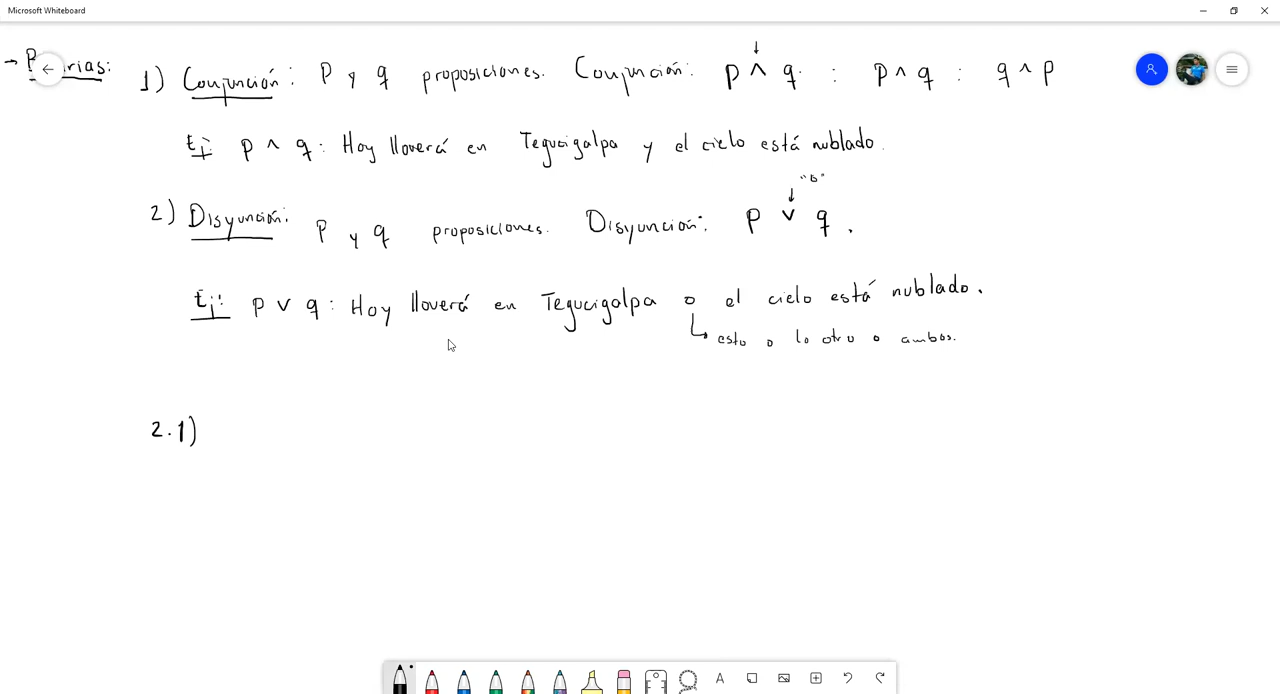 Microsoft Whiteboard
→ P rias:
1) Conjunción: P y q proposiciones. Conjunción: p ∧ q : p ∧ q : q ∧ p
Ej: p ∧ q: Hoy lloverá en Tegucigalpa y el cielo está nublado.
"o"
2) Disyunción: P y q proposiciones. Disyunción: p ∨ q.
Ej: p ∨ q: Hoy lloverá en Tegucigalpa o el cielo está nublado.
esto o lo otro o ambos.
2.1)
A